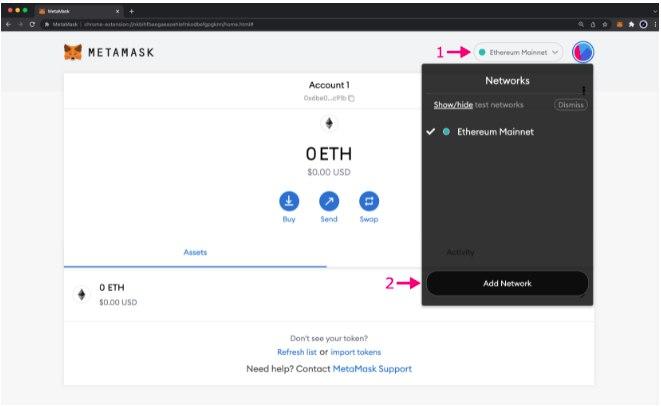 MetaMask
MetaMask | chrome-extension://nkbihfbeogaeaoehlefnkodbefgpgknn/home.html#
METAMASK
1
Ethereum Mainnet
Account 1
0x6be0...c91b
0 ETH
$0.00 USD
Buy
Send
Swap
Assets
Activity
0 ETH
$0.00 USD
Don't see your token?
Refresh list or import tokens
Need help? Contact MetaMask Support
Networks
Show/hide test networks
Dismiss
Ethereum Mainnet
2
Add Network